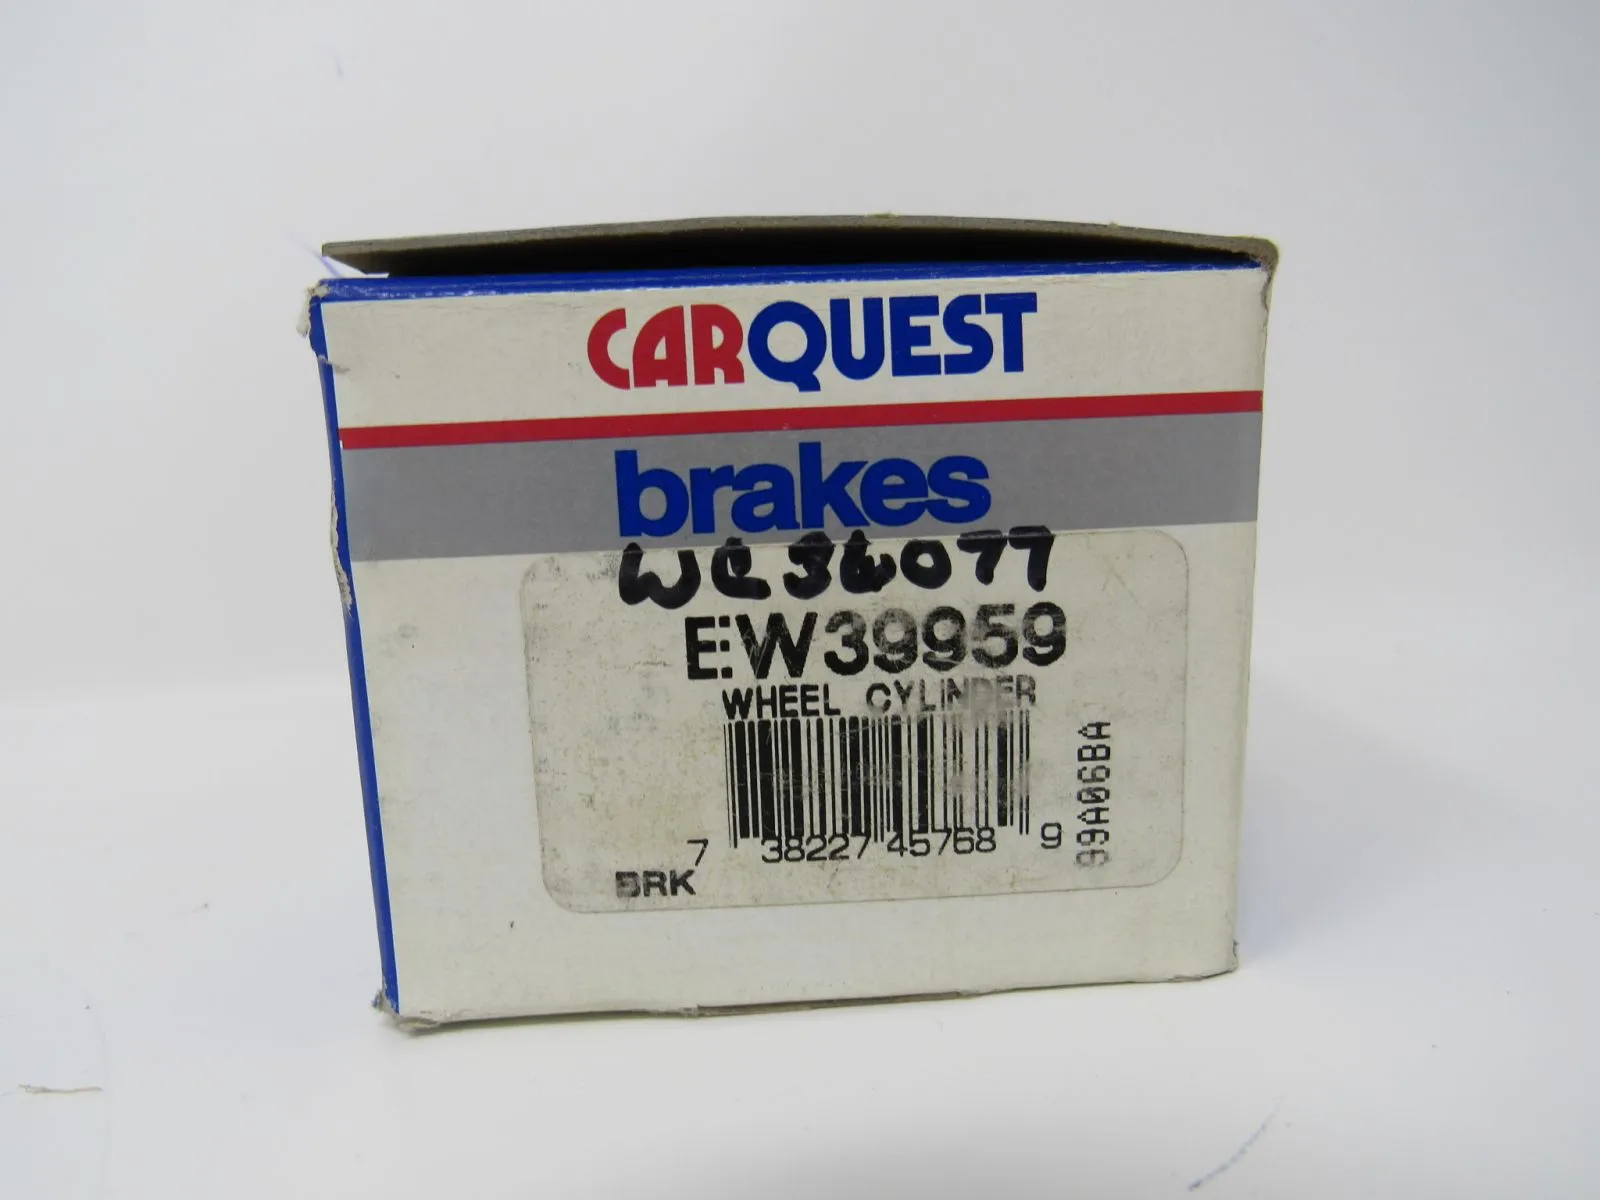 CARQUEST
brakes
WC36077
EW39959
WHEEL CYLINDER
7 38227 45768 9
99A06BA
BRK